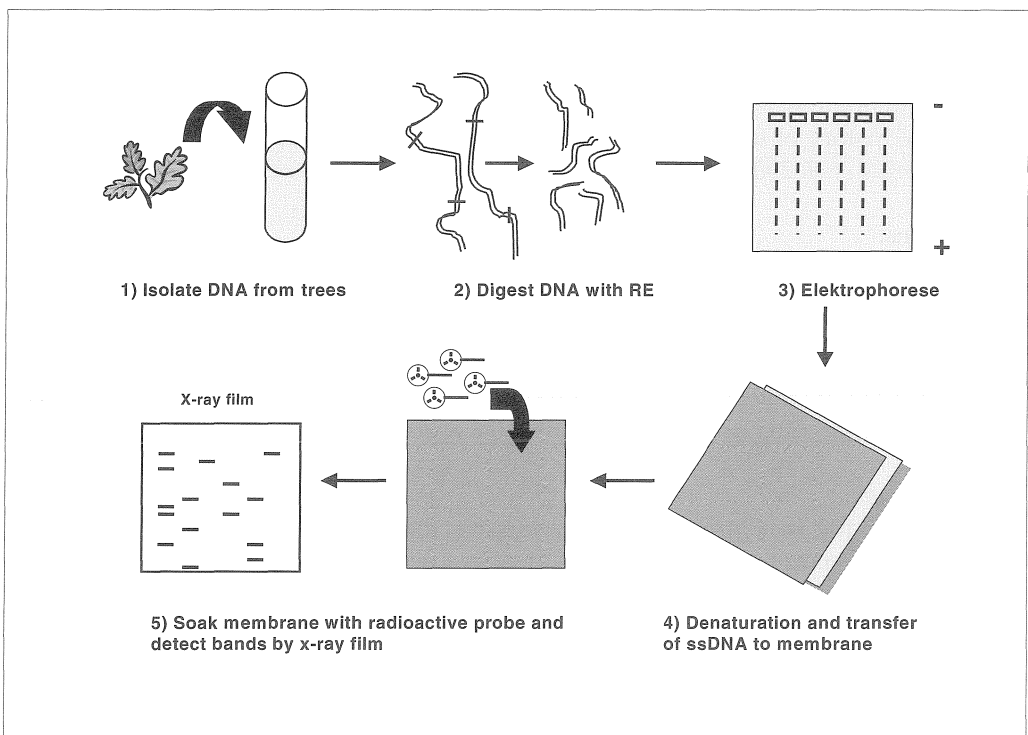 1) Isolate DNA from trees
2) Digest DNA with RE
-
+
3) Elektrophorese
X-ray film
5) Soak membrane with radioactive probe and
detect bands by x-ray film
4) Denaturation and transfer
of ssDNA to membrane